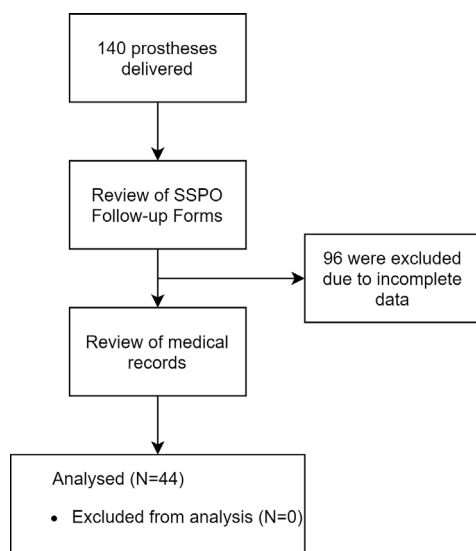 140 prostheses
delivered
Review of SSPO
Follow-up Forms
96 were excluded
due to incomplete
data
Review of medical
records
Analysed (N=44)
• Excluded from analysis (N=0)